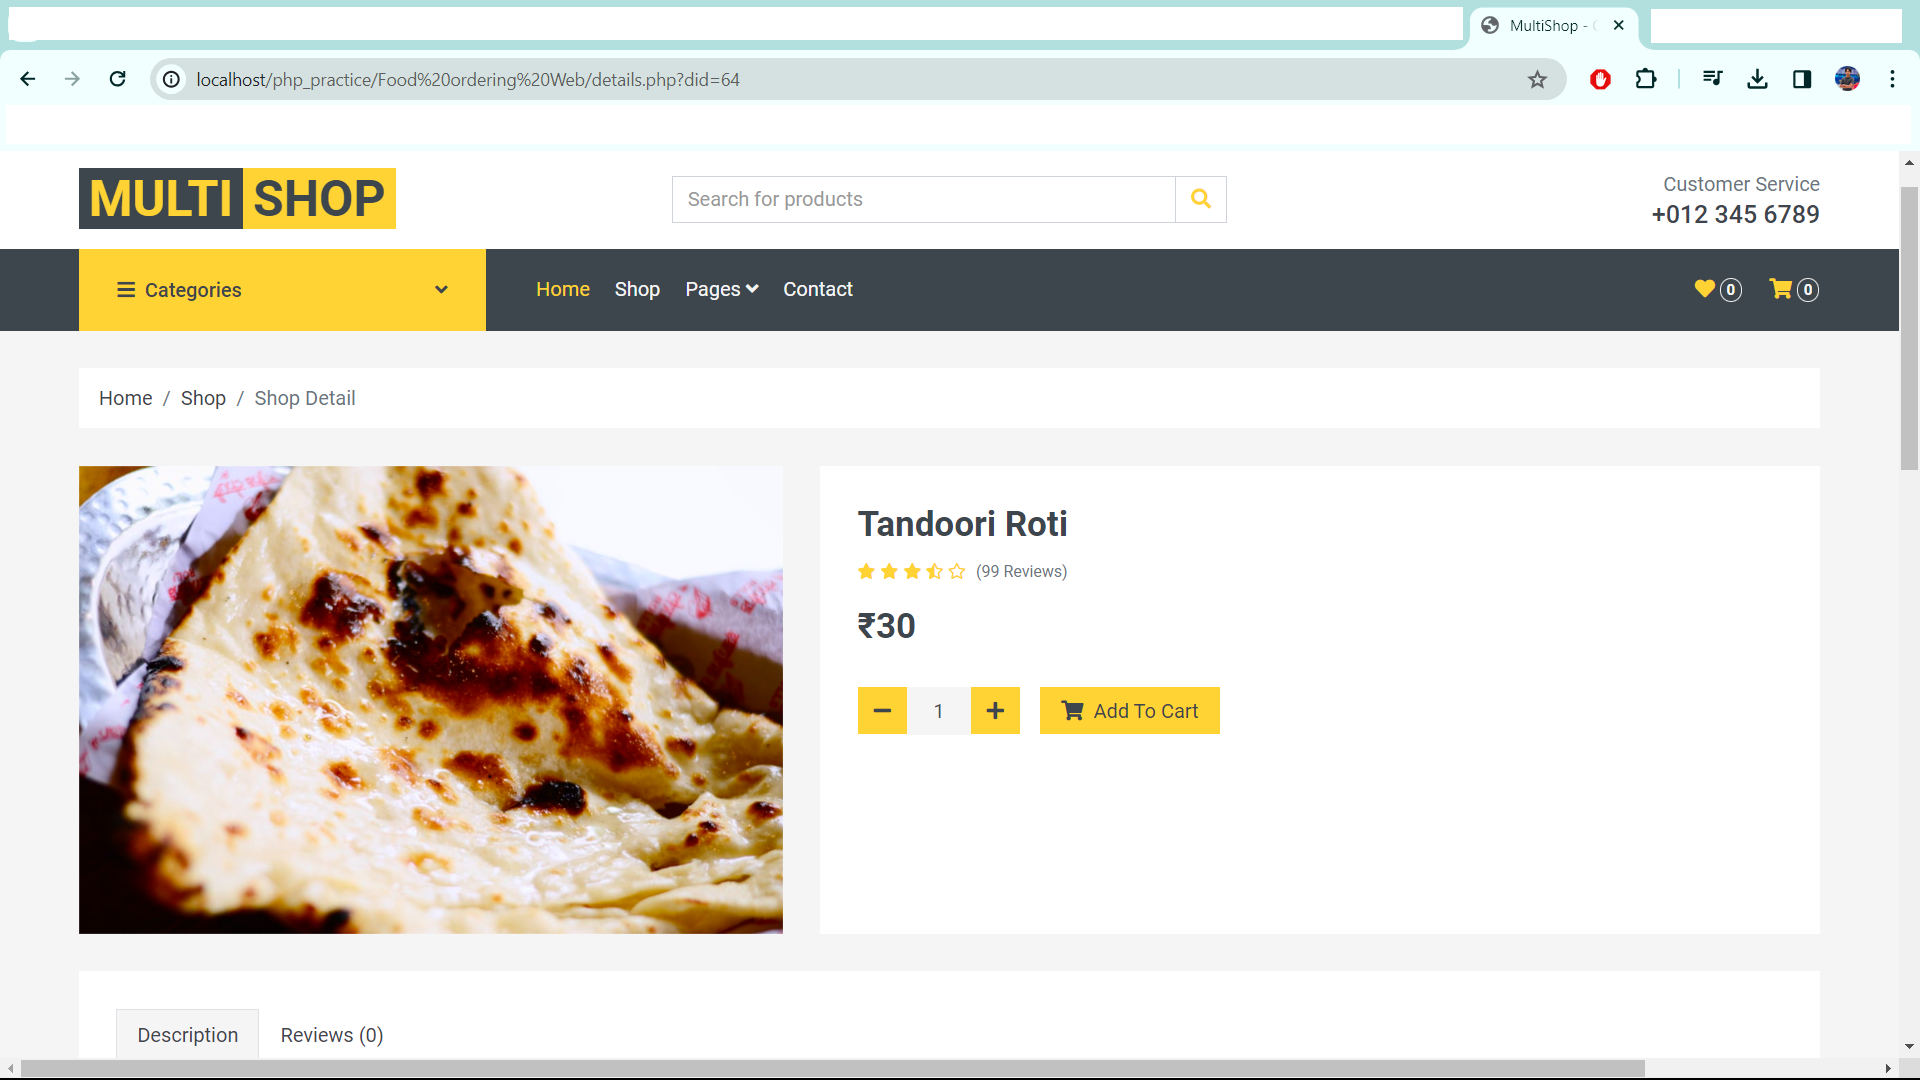 MultiShop -
localhost/php_practice/Food%20ordering%20Web/details.php?did=64
MULTI SHOP
Search for products
Customer Service
+012 345 6789
Categories
Home
Shop
Pages
Contact
0
0
Home / Shop / Shop Detail
Tandoori Roti
(99 Reviews)
₹30
1
Add To Cart
Description
Reviews (0)